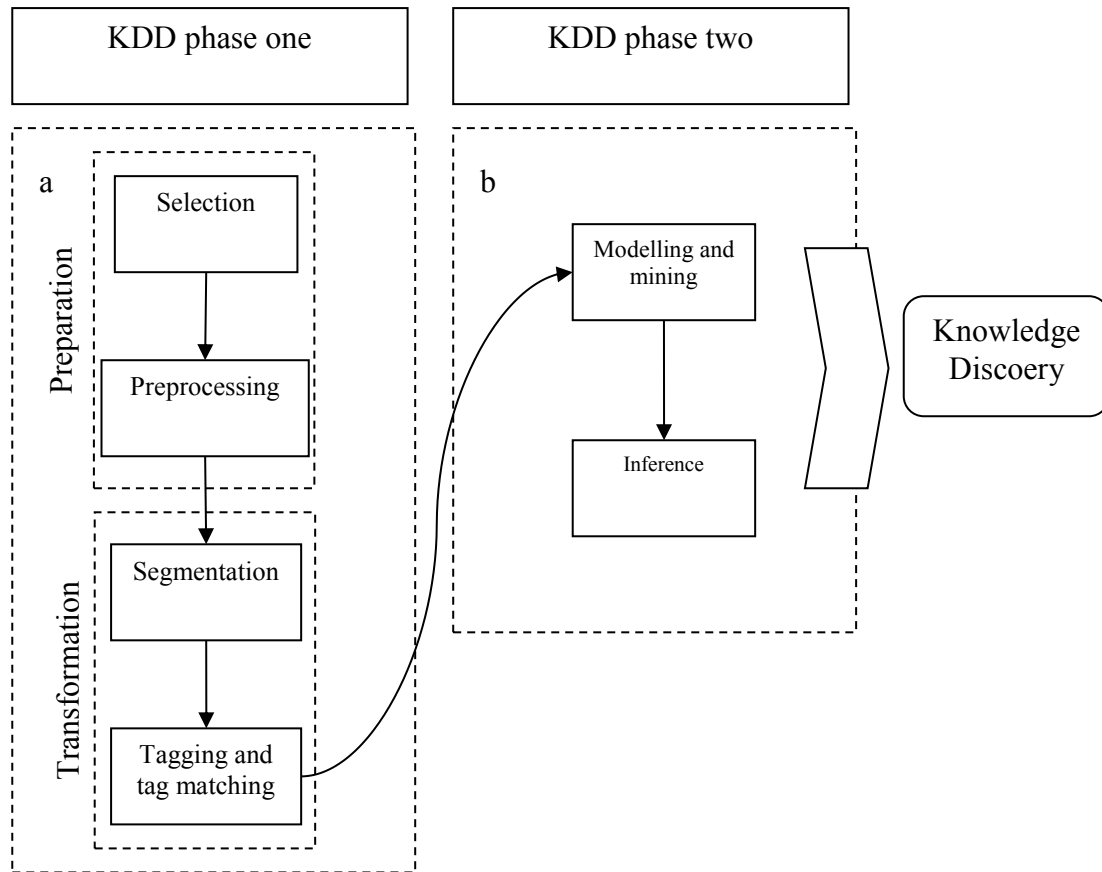 KDD phase one
KDD phase two
a
Preparation
Selection
Preprocessing
Transformation
Segmentation
Tagging and
tag matching
b
Modelling and
mining
Inference
Knowledge
Discoery